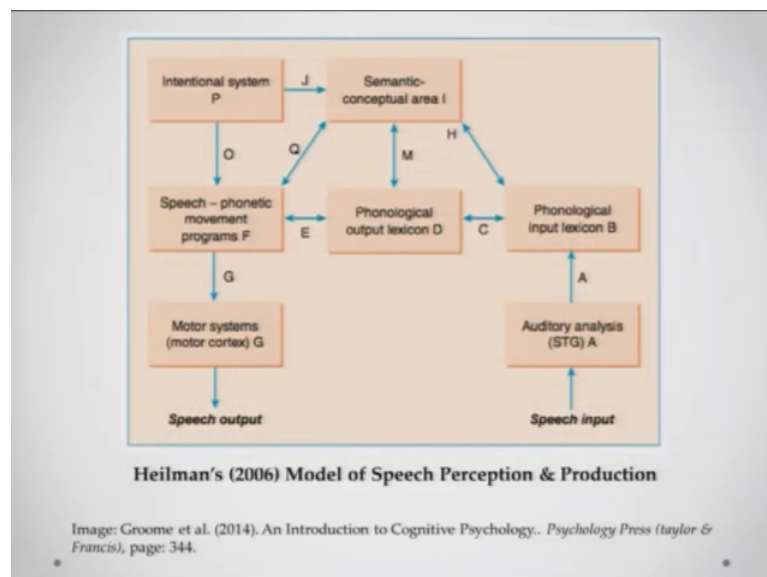 Intentional system
P
J
Semantic-
conceptual area I
O
Q
M
H
Speech – phonetic
movement
programs F
E
Phonological
output lexicon D
C
Phonological
input lexicon B
G
A
Motor systems
(motor cortex) G
Auditory analysis
(STG) A
Speech output
Speech input
Heilman's (2006) Model of Speech Perception & Production
Image: Groome et al. (2014). An Introduction to Cognitive Psychology.. Psychology Press (taylor &
Francis), page: 344.